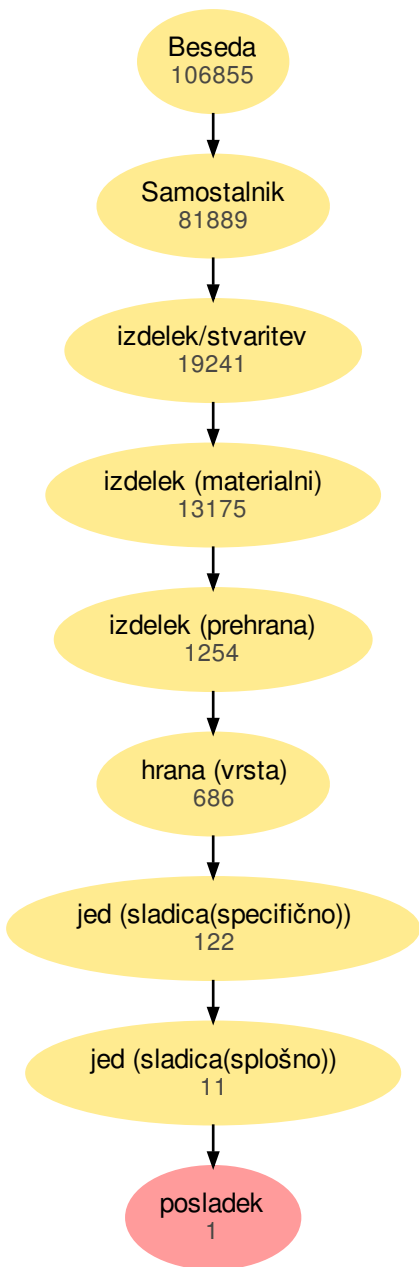 Beseda
106855
Samostalnik
81889
izdelek/stvaritev
19241
izdelek (materialni)
13175
izdelek (prehrana)
1254
hrana (vrsta)
686
jed (sladica(specifično))
122
jed (sladica(splošno))
11
posladek
1